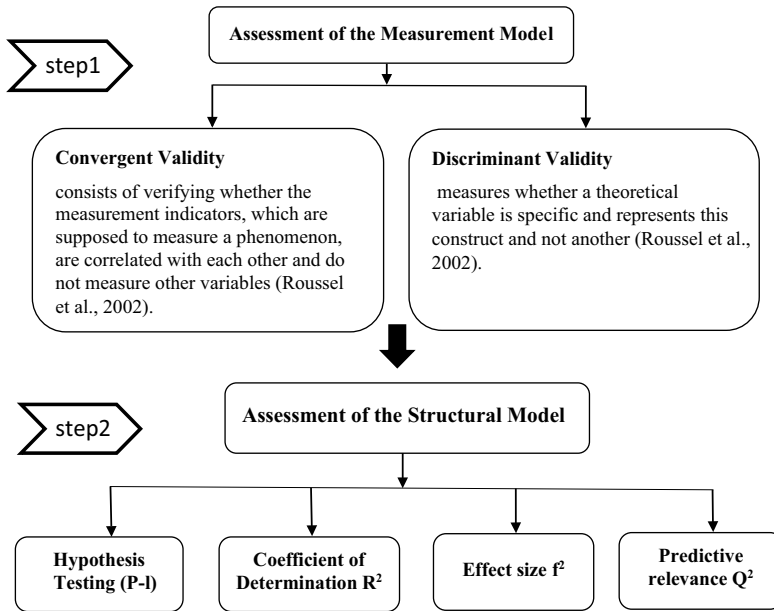 Assessment of the Measurement Model
step1
Convergent Validity
consists of verifying whether the
measurement indicators, which are
supposed to measure a phenomenon,
are correlated with each other and do
not measure other variables (Roussel
et al., 2002).
Discriminant Validity
measures whether a theoretical
variable is specific and represents this
construct and not another (Roussel et al.,
2002).
Assessment of the Structural Model
step2
Hypothesis
Testing (P-l)
Coefficient of
Determination R²
Effect size f²
Predictive
relevance Q²